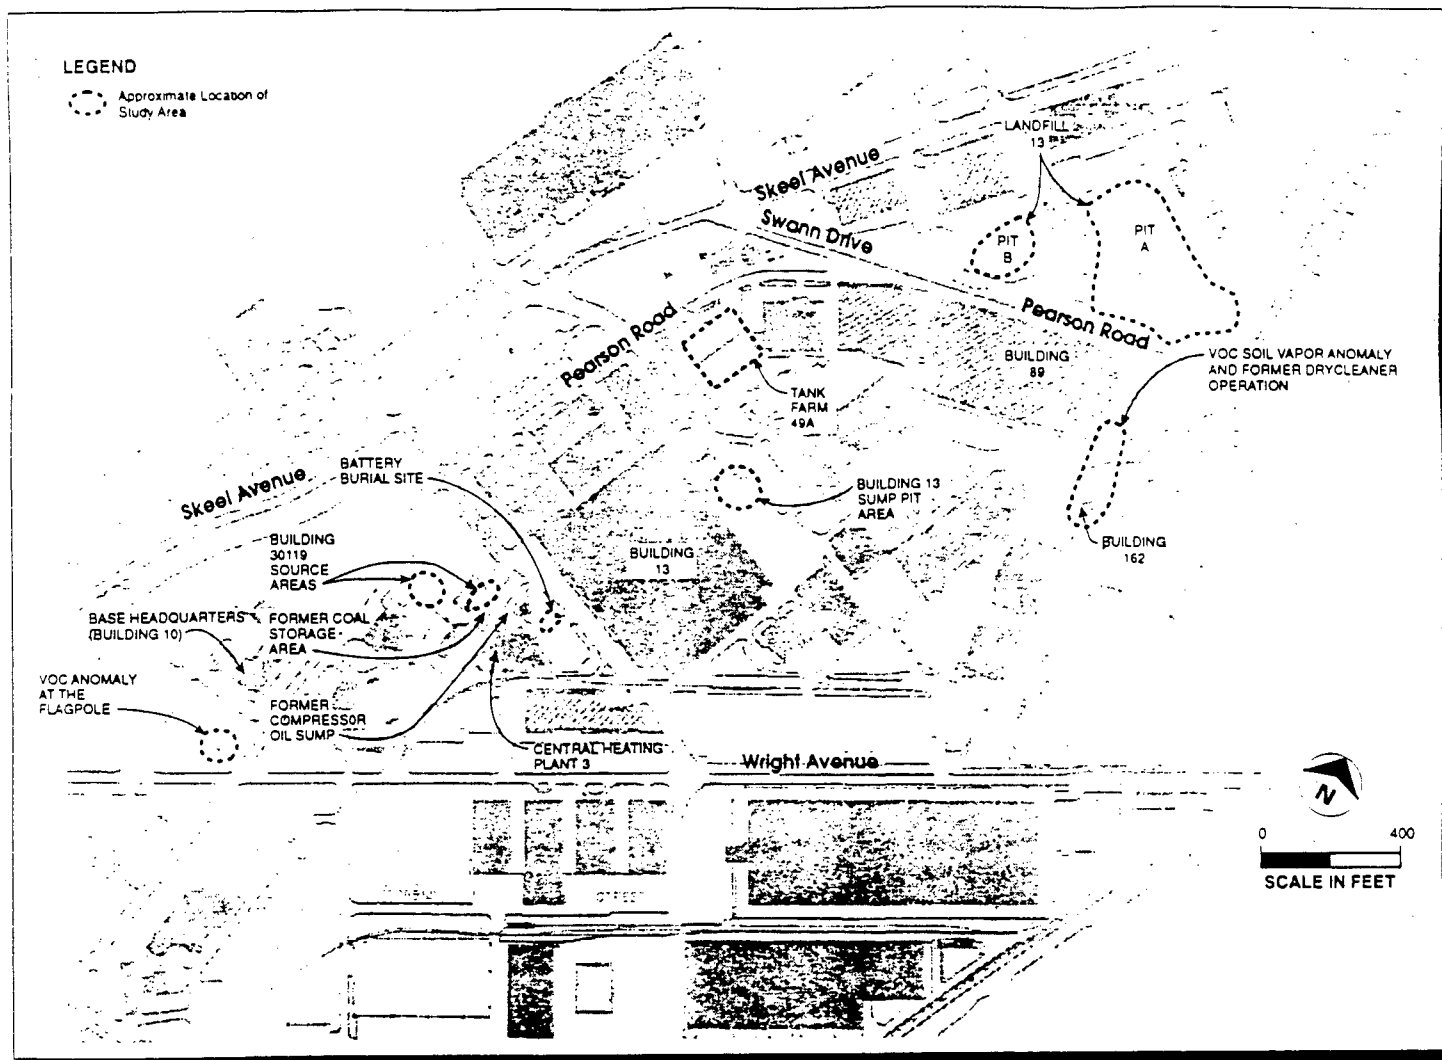 LEGEND
Approximate Location of
Study Area
LANDFILL
13
Skeel Avenue
Swann Drive
PIT
B
PIT
A
Pearson Road
Pearson Road
BUILDING
89
VOC SOIL VAPOR ANOMALY
AND FORMER DRYCLEANER
OPERATION
TANK
FARM
49A
BATTERY
BURIAL SITE
Skeel Avenue
BUILDING 13
SUMP PIT
AREA
BUILDING
30119
SOURCE
AREAS
BUILDING
13
BUILDING
162
BASE HEADQUARTERS
(BUILDING 10)
FORMER COAL
STORAGE
AREA
VOC ANOMALY
AT THE
FLAGPOLE
FORMER
COMPRESSOR
OIL SUMP
CENTRAL HEATING
PLANT 3
Wright Avenue
N
0 400
SCALE IN FEET
STREET